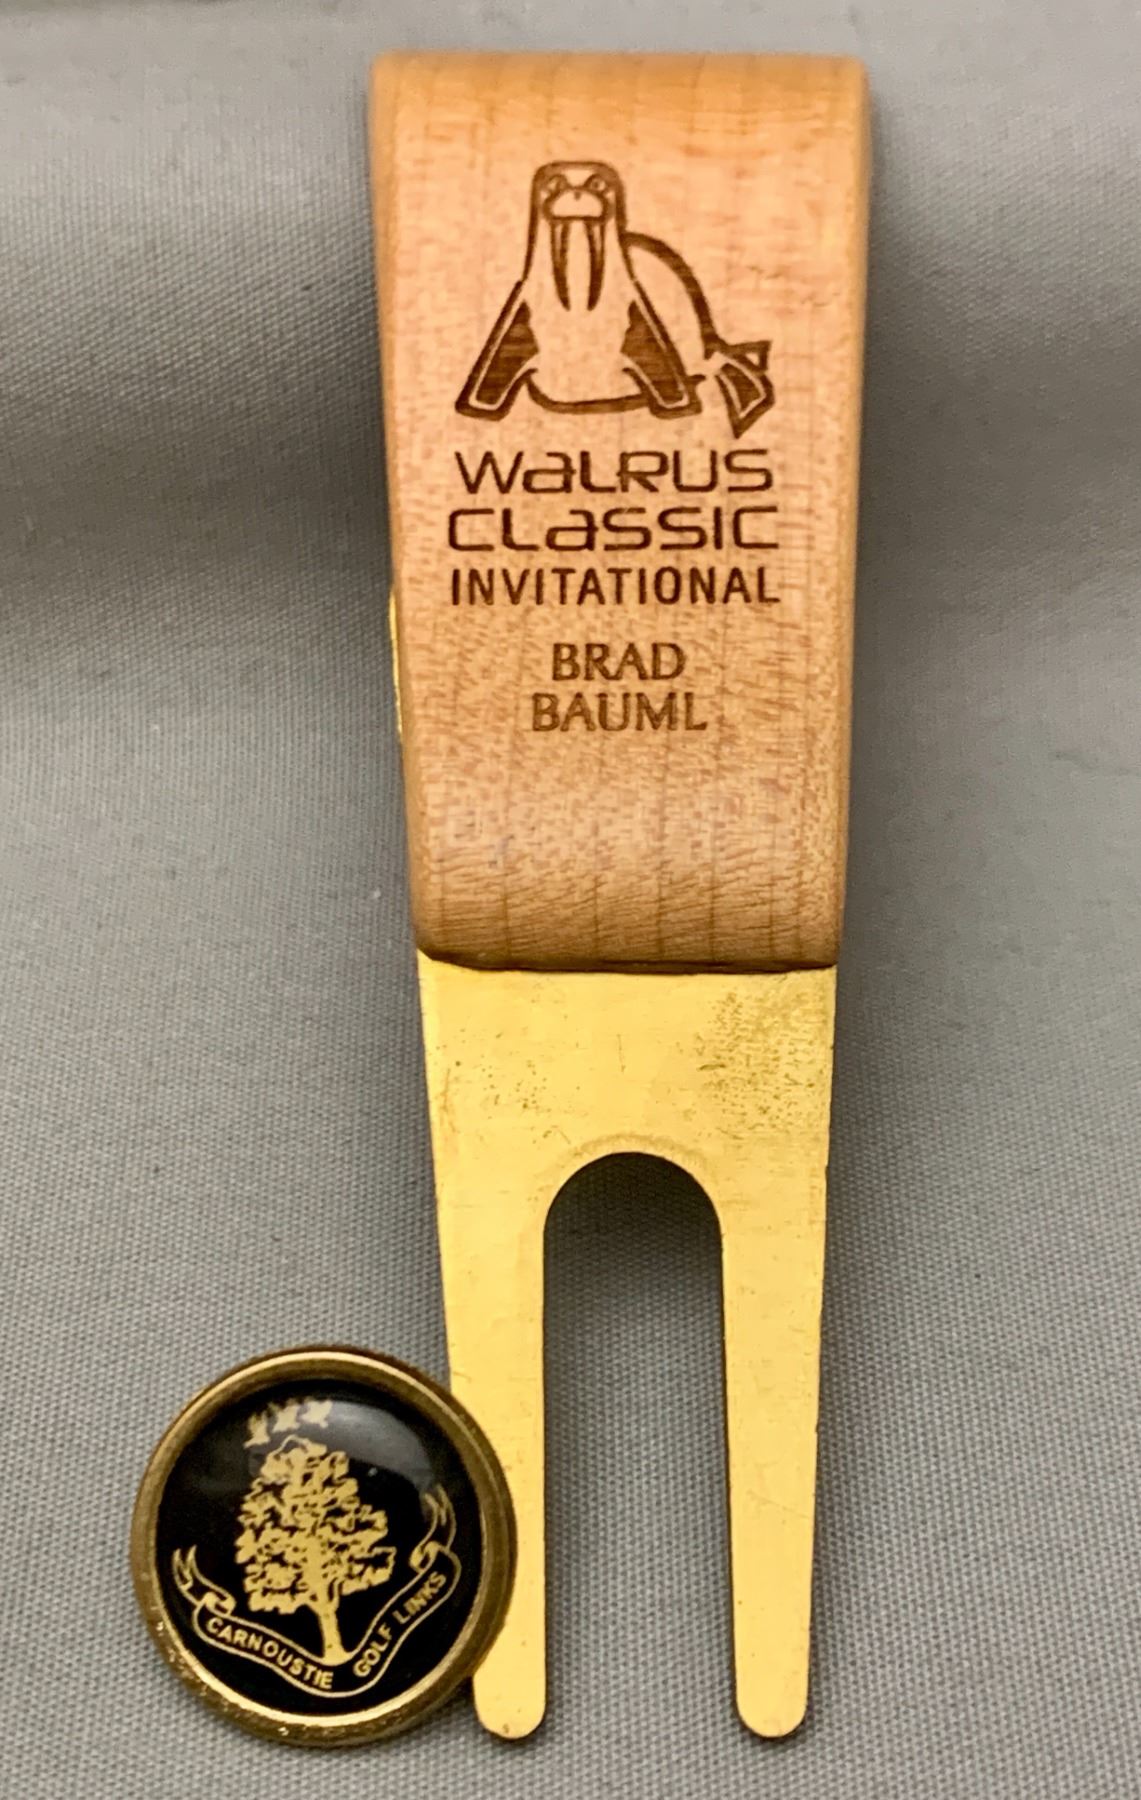 WALRUS
CLASSIC
INVITATIONAL
BRAD
BAUML
CARNOUSTIE GOLF LINKS